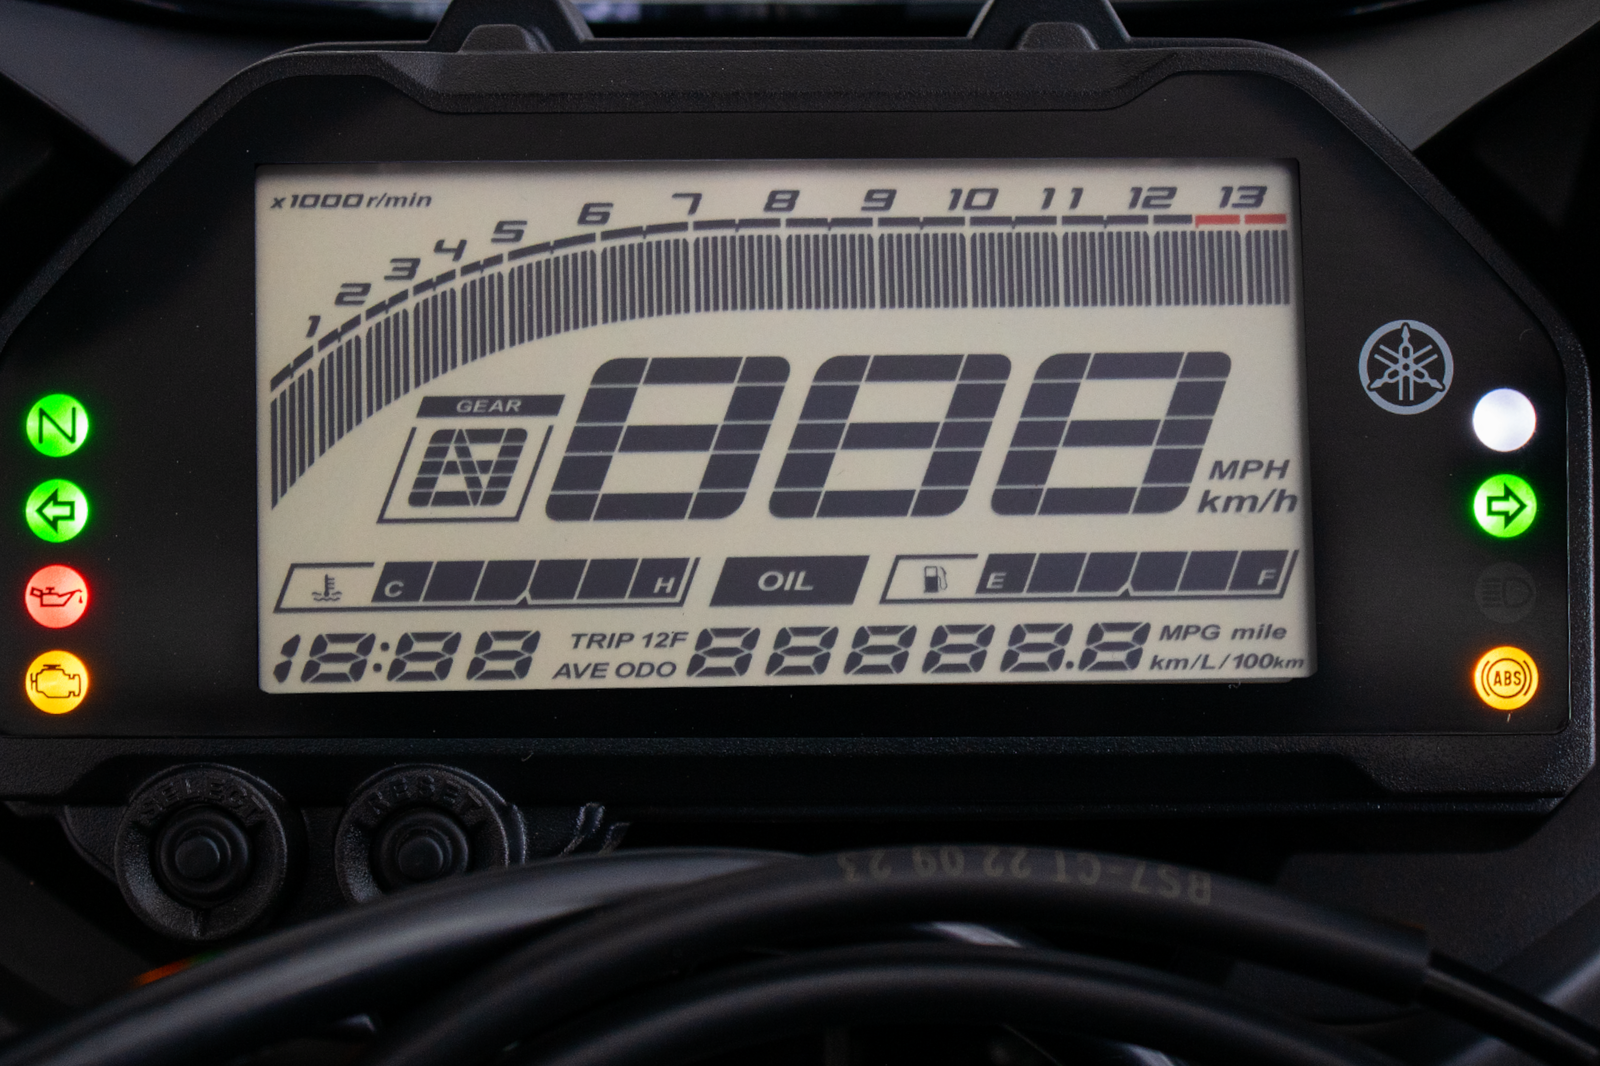 x1000 r/min
1 2 3 4 5 6 7 8 9 10 11 12 13
GEAR
N
N
888
MPH
km/h
C H
OIL
E F
18:88
TRIP 12F
AVE ODO
88888.8
MPG mile
km/L/100km
ABS
SELECT
RESET
BS7-CT 22 09 23